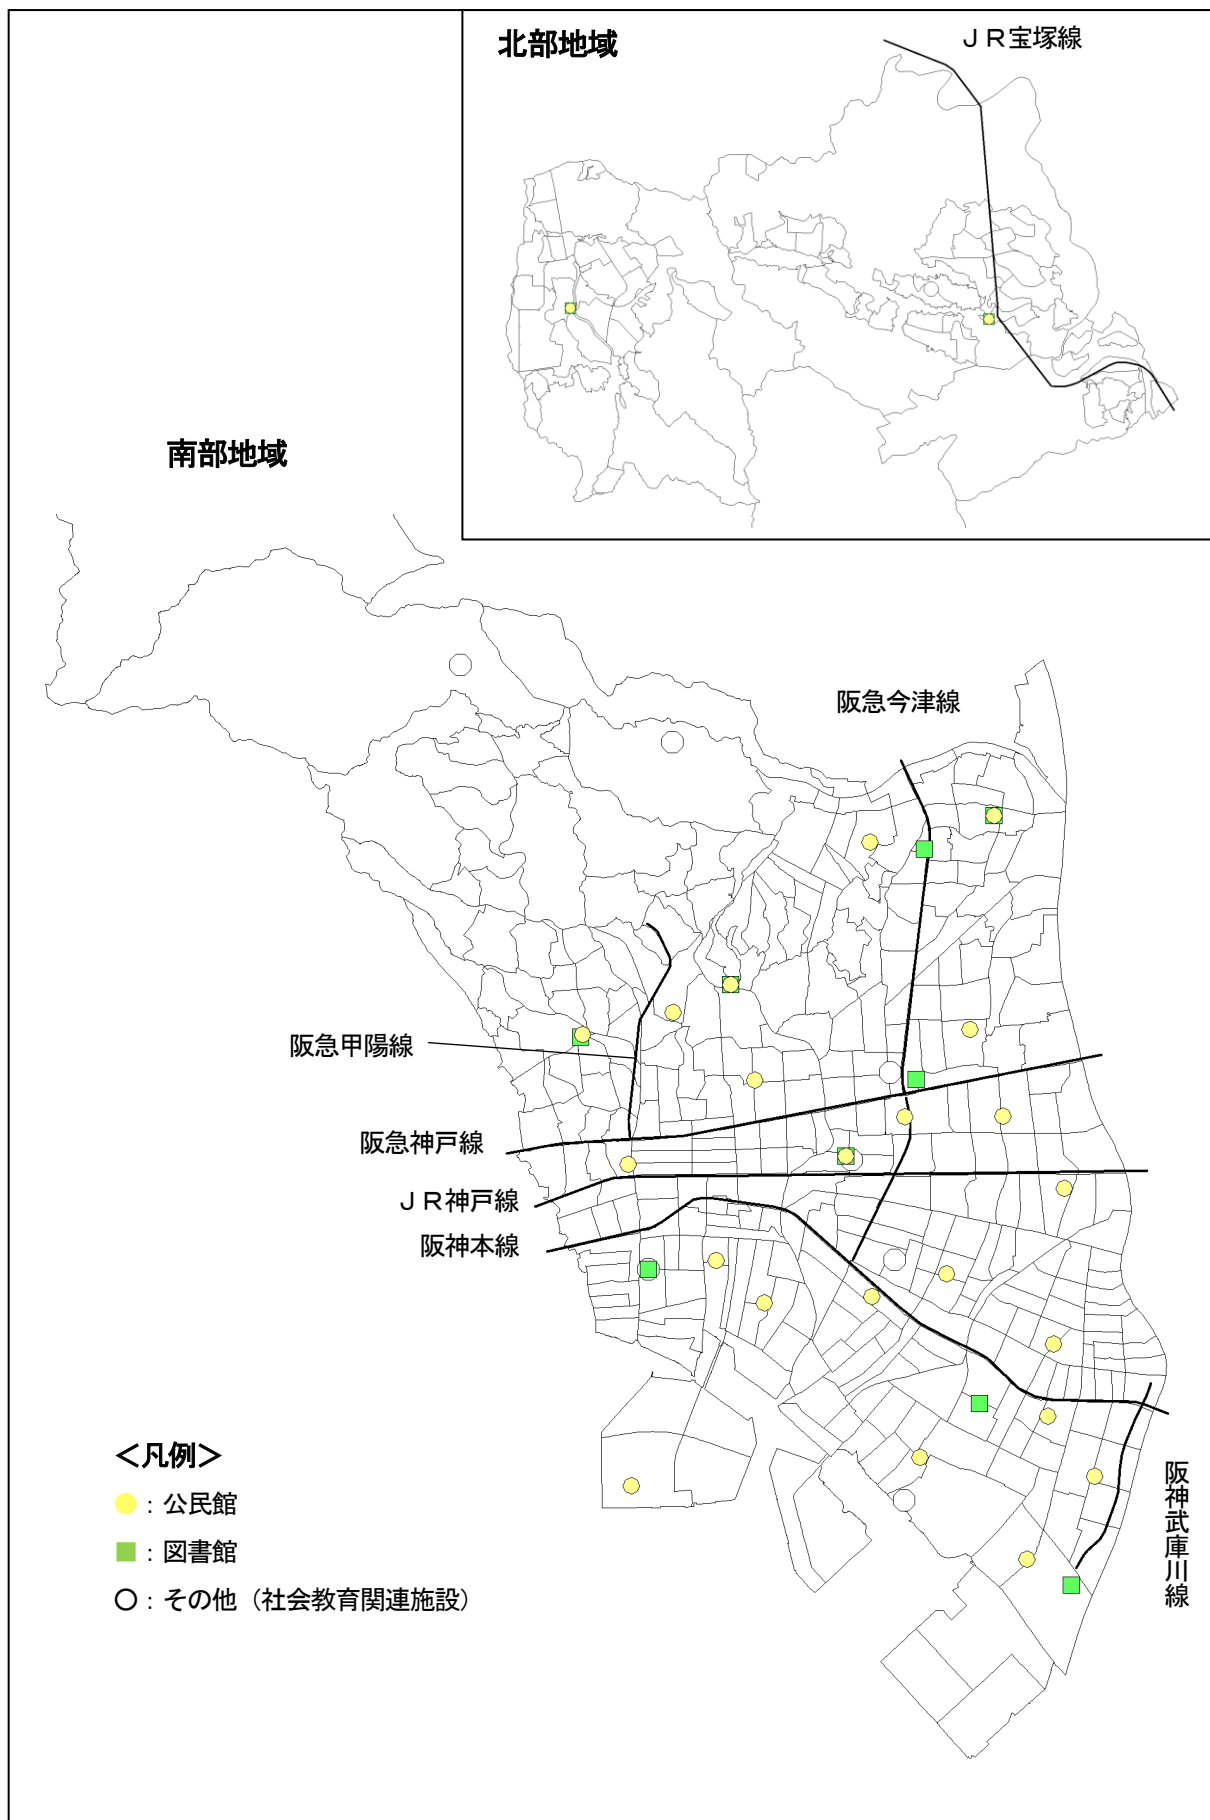 北部地域
ＪＲ宝塚線
南部地域
阪急今津線
阪急甲陽線
阪急神戸線
ＪＲ神戸線
阪神本線
阪神武庫川線
＜凡例＞
：公民館
：図書館
：その他（社会教育関連施設）